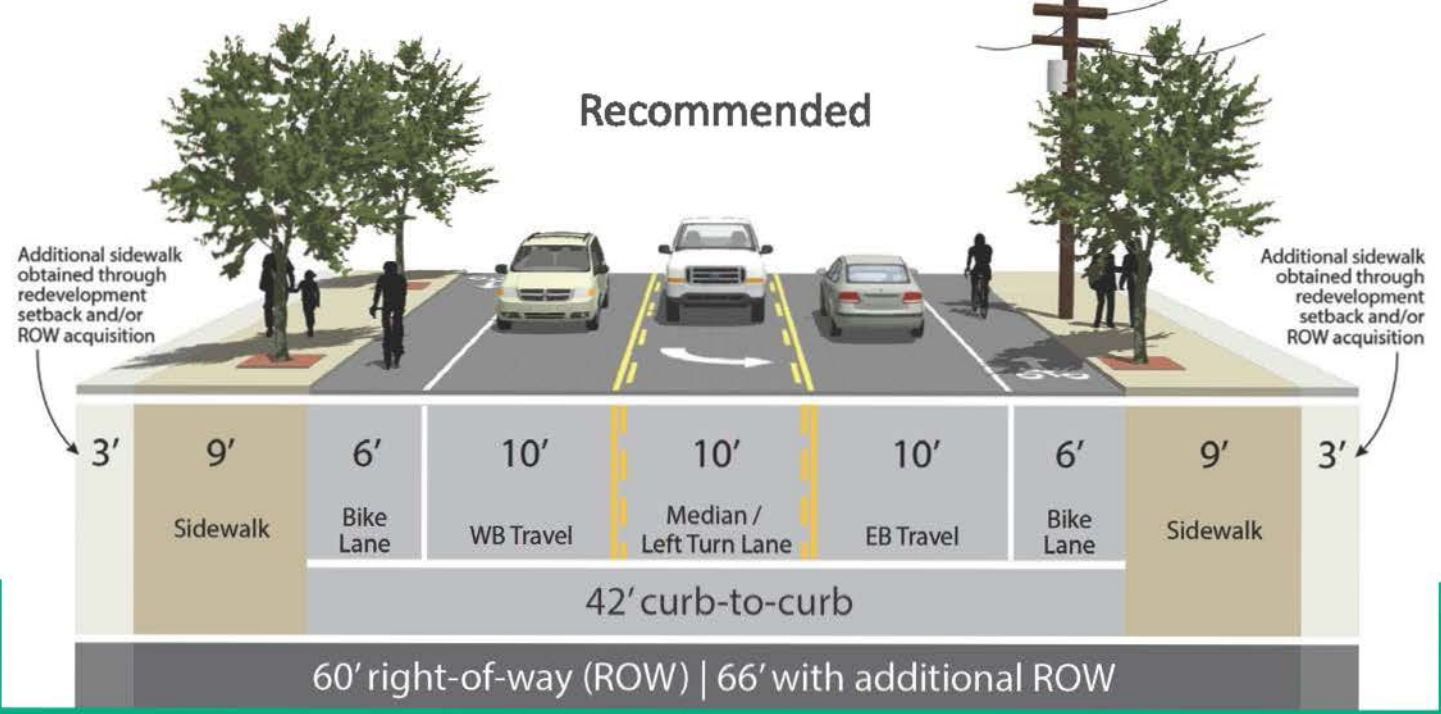 Recommended
Additional sidewalk
obtained through
redevelopment
setback and/or
ROW acquisition
Additional sidewalk
obtained through
redevelopment
setback and/or
ROW acquisition
3'
9'
Sidewalk
6'
Bike
Lane
10'
WB Travel
10'
Median /
Left Turn Lane
10'
EB Travel
6'
Bike
Lane
9'
Sidewalk
3'
42' curb-to-curb
60' right-of-way (ROW) | 66' with additional ROW